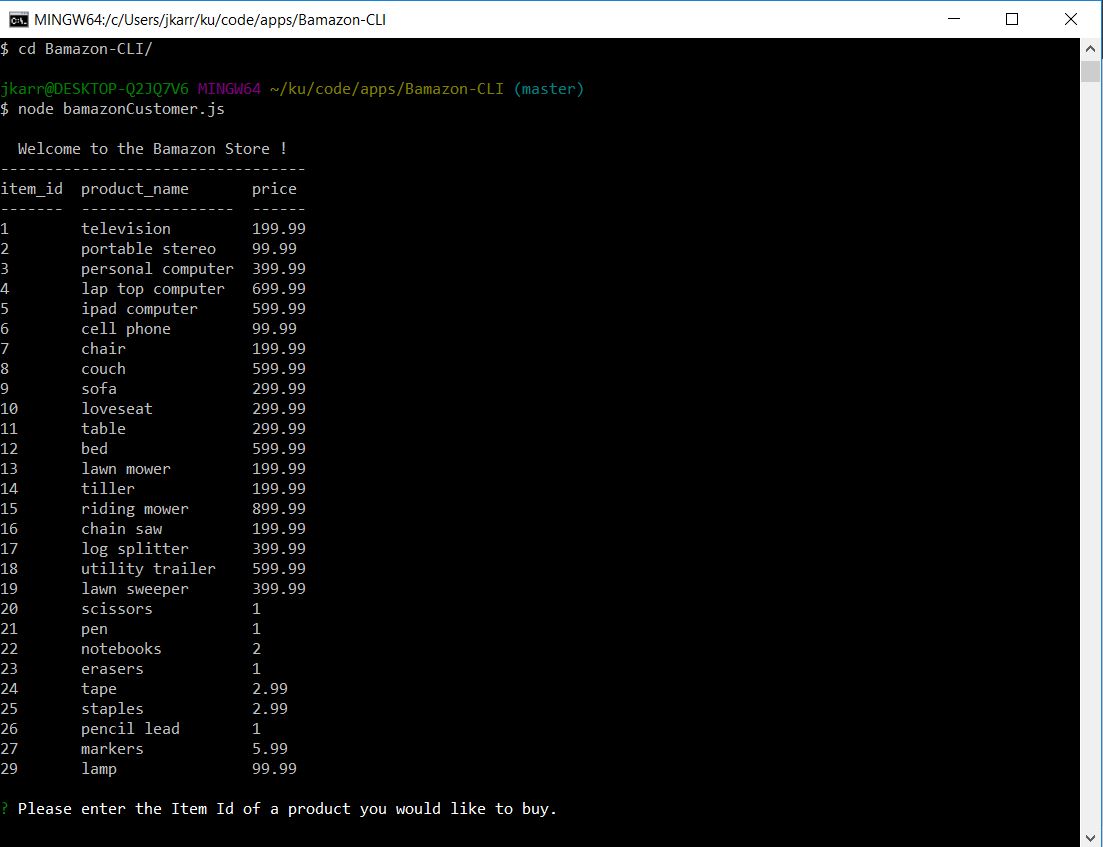 MINGW64:/c/Users/jkarr/ku/code/apps/Bamazon-CLI
$ cd Bamazon-CLI/
jkarr@DESKTOP-Q2JQ7V6 MINGW64 ~/ku/code/apps/Bamazon-CLI (master)
$ node bamazonCustomer.js
Welcome to the Bamazon Store !
----------------------------------
item_id  product_name       price
-------  -----------------  ------
1        television         199.99
2        portable stereo    99.99
3        personal computer  399.99
4        lap top computer   699.99
5        ipad computer      599.99
6        cell phone         99.99
7        chair              199.99
8        couch              599.99
9        sofa               299.99
10       loveseat           299.99
11       table              299.99
12       bed                599.99
13       lawn mower         199.99
14       tiller             199.99
15       riding mower       899.99
16       chain saw          199.99
17       log splitter       399.99
18       utility trailer    599.99
19       lawn sweeper       399.99
20       scissors           1
21       pen                1
22       notebooks          2
23       erasers            1
24       tape               2.99
25       staples            2.99
26       pencil lead        1
27       markers            5.99
29       lamp               99.99
? Please enter the Item Id of a product you would like to buy.